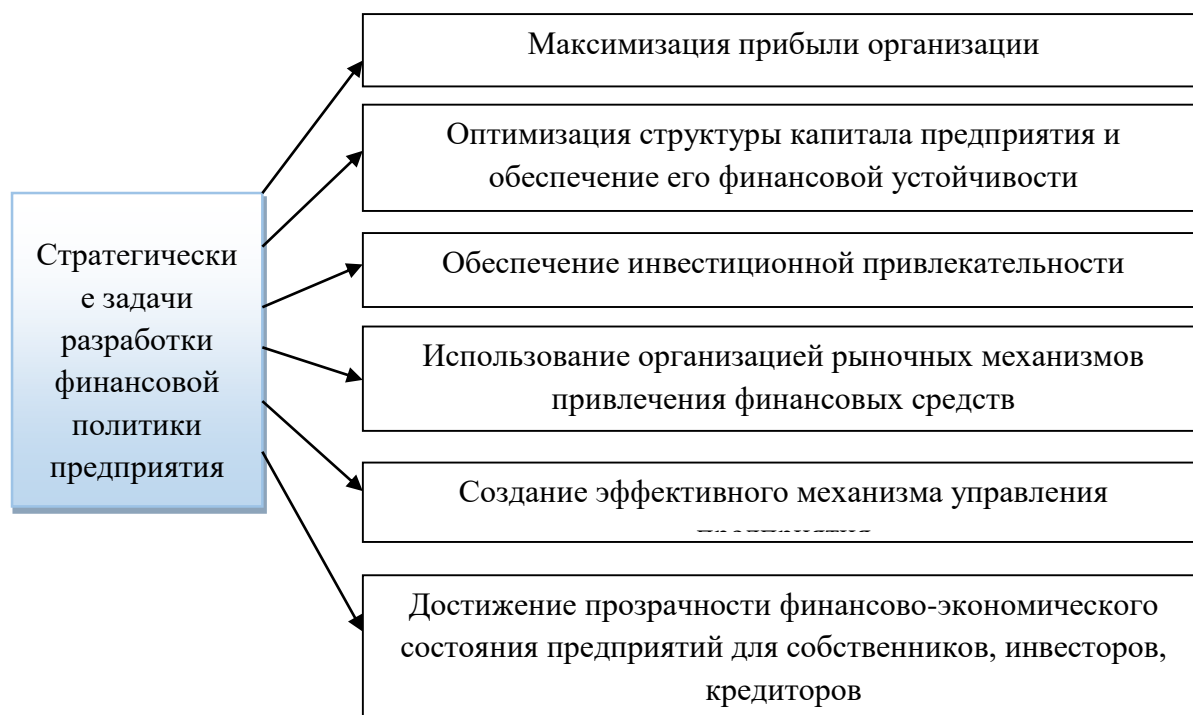 Максимизация прибыли организации
Оптимизация структуры капитала предприятия и
обеспечение его финансовой устойчивости
Стратегически
е задачи
разработки
финансовой
политики
предприятия
Обеспечение инвестиционной привлекательности
Использование организацией рыночных механизмов
привлечения финансовых средств
Создание эффективного механизма управления
Достижение прозрачности финансово-экономического
состояния предприятий для собственников, инвесторов,
кредиторов